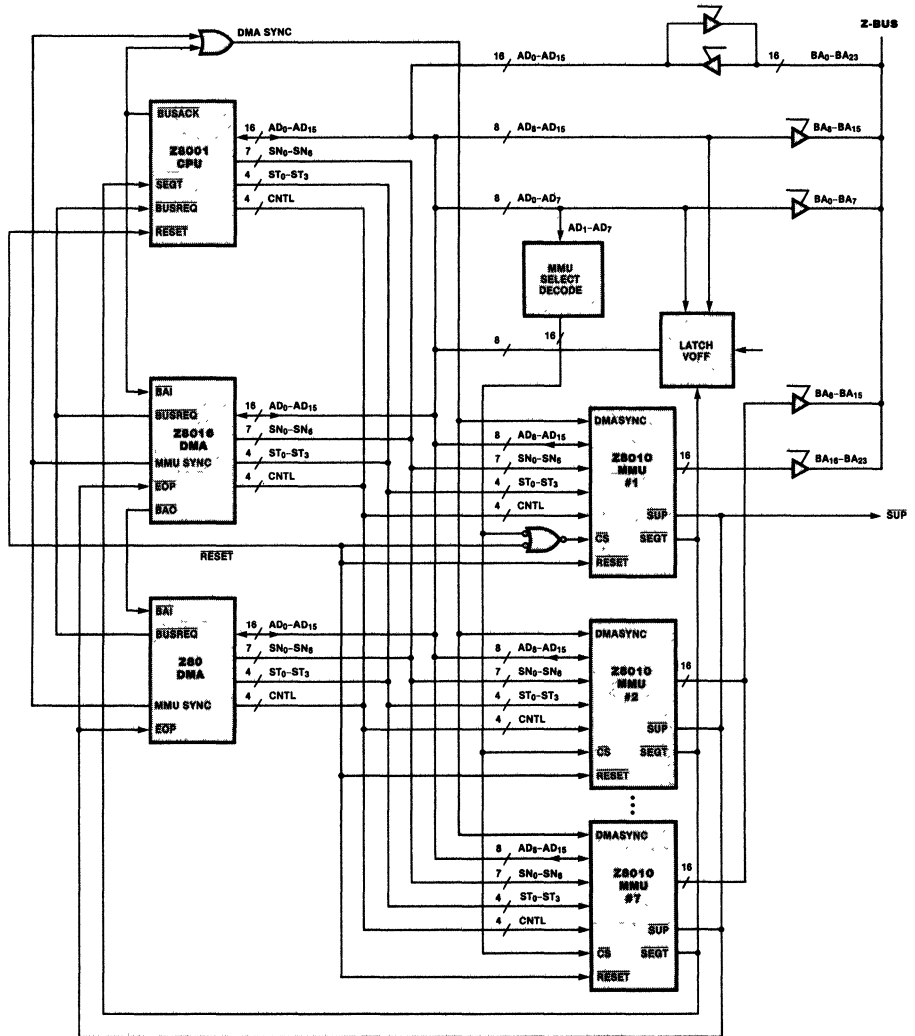 DMA SYNC
Z-BUS
16 AD0-AD15
16 BA0-BA23
BUSACK
Z8001
CPU
SEGT
BUSREQ
RESET
16 AD0-AD15
7 SN0-SN6
4 ST0-ST3
4 CNTL
8 AD8-AD15
BA8-BA15
8 AD0-AD7
BA0-BA7
AD1-AD7
MMU
SELECT
DECODE
16
8
LATCH
VOFF
BAI
BUSREQ
Z8016
DMA
MMU SYNC
EOP
BAO
16 AD0-AD15
7 SN0-SN6
4 ST0-ST3
4 CNTL
BA8-BA15
BA16-BA23
DMASYNC
8 AD8-AD15
7 SN0-SN6
4 ST0-ST3
4 CNTL
Z8010
MMU
#1
16
SUP
CS
SEGT
RESET
SUP
RESET
BAI
BUSREQ
Z80
DMA
MMU SYNC
EOP
16 AD0-AD15
7 SN0-SN6
4 ST0-ST3
4 CNTL
DMASYNC
8 AD8-AD15
7 SN0-SN6
4 ST0-ST3
4 CNTL
Z8010
MMU
#2
16
SUP
CS
SEGT
RESET
DMASYNC
8 AD8-AD15
7 SN0-SN6
4 ST0-ST3
4 CNTL
Z8010
MMU
#7
16
SUP
CS
SEGT
RESET